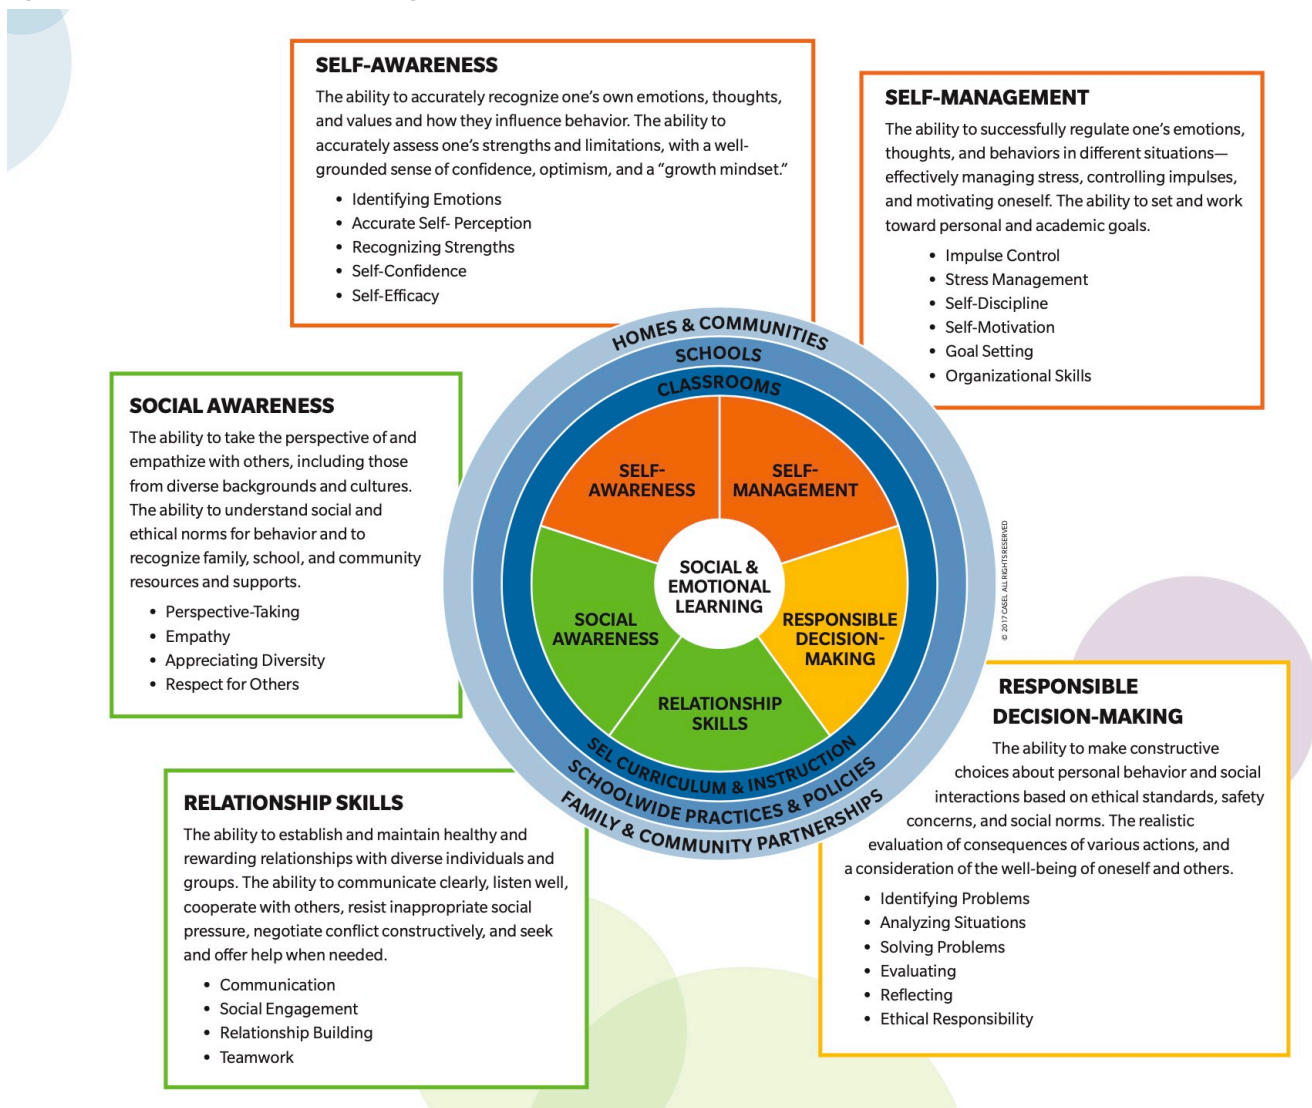 SELF-AWARENESS
The ability to accurately recognize one’s own emotions, thoughts,
and values and how they influence behavior. The ability to
accurately assess one’s strengths and limitations, with a well-
grounded sense of confidence, optimism, and a “growth mindset.”
• Identifying Emotions
• Accurate Self- Perception
• Recognizing Strengths
• Self-Confidence
• Self-Efficacy
SELF-MANAGEMENT
The ability to successfully regulate one’s emotions,
thoughts, and behaviors in different situations—
effectively managing stress, controlling impulses,
and motivating oneself. The ability to set and work
toward personal and academic goals.
• Impulse Control
• Stress Management
• Self-Discipline
• Self-Motivation
• Goal Setting
• Organizational Skills
SOCIAL AWARENESS
The ability to take the perspective of and
empathize with others, including those
from diverse backgrounds and cultures.
The ability to understand social and
ethical norms for behavior and to
recognize family, school, and community
resources and supports.
• Perspective-Taking
• Empathy
• Appreciating Diversity
• Respect for Others
HOMES & COMMUNITIES
SCHOOLS
CLASSROOMS
SELF-
AWARENESS
SELF-
MANAGEMENT
SOCIAL &
EMOTIONAL
LEARNING
SOCIAL
AWARENESS
RESPONSIBLE
DECISION-
MAKING
RELATIONSHIP
SKILLS
SEL CURRICULUM & INSTRUCTION
SCHOOLWIDE PRACTICES & POLICIES
FAMILY & COMMUNITY PARTNERSHIPS
© 2017 CASEL ALL RIGHTS RESERVED
RELATIONSHIP SKILLS
The ability to establish and maintain healthy and
rewarding relationships with diverse individuals and
groups. The ability to communicate clearly, listen well,
cooperate with others, resist inappropriate social
pressure, negotiate conflict constructively, and seek
and offer help when needed.
• Communication
• Social Engagement
• Relationship Building
• Teamwork
RESPONSIBLE
DECISION-MAKING
The ability to make constructive
choices about personal behavior and social
interactions based on ethical standards, safety
concerns, and social norms. The realistic
evaluation of consequences of various actions, and
a consideration of the well-being of oneself and others.
• Identifying Problems
• Analyzing Situations
• Solving Problems
• Evaluating
• Reflecting
• Ethical Responsibility